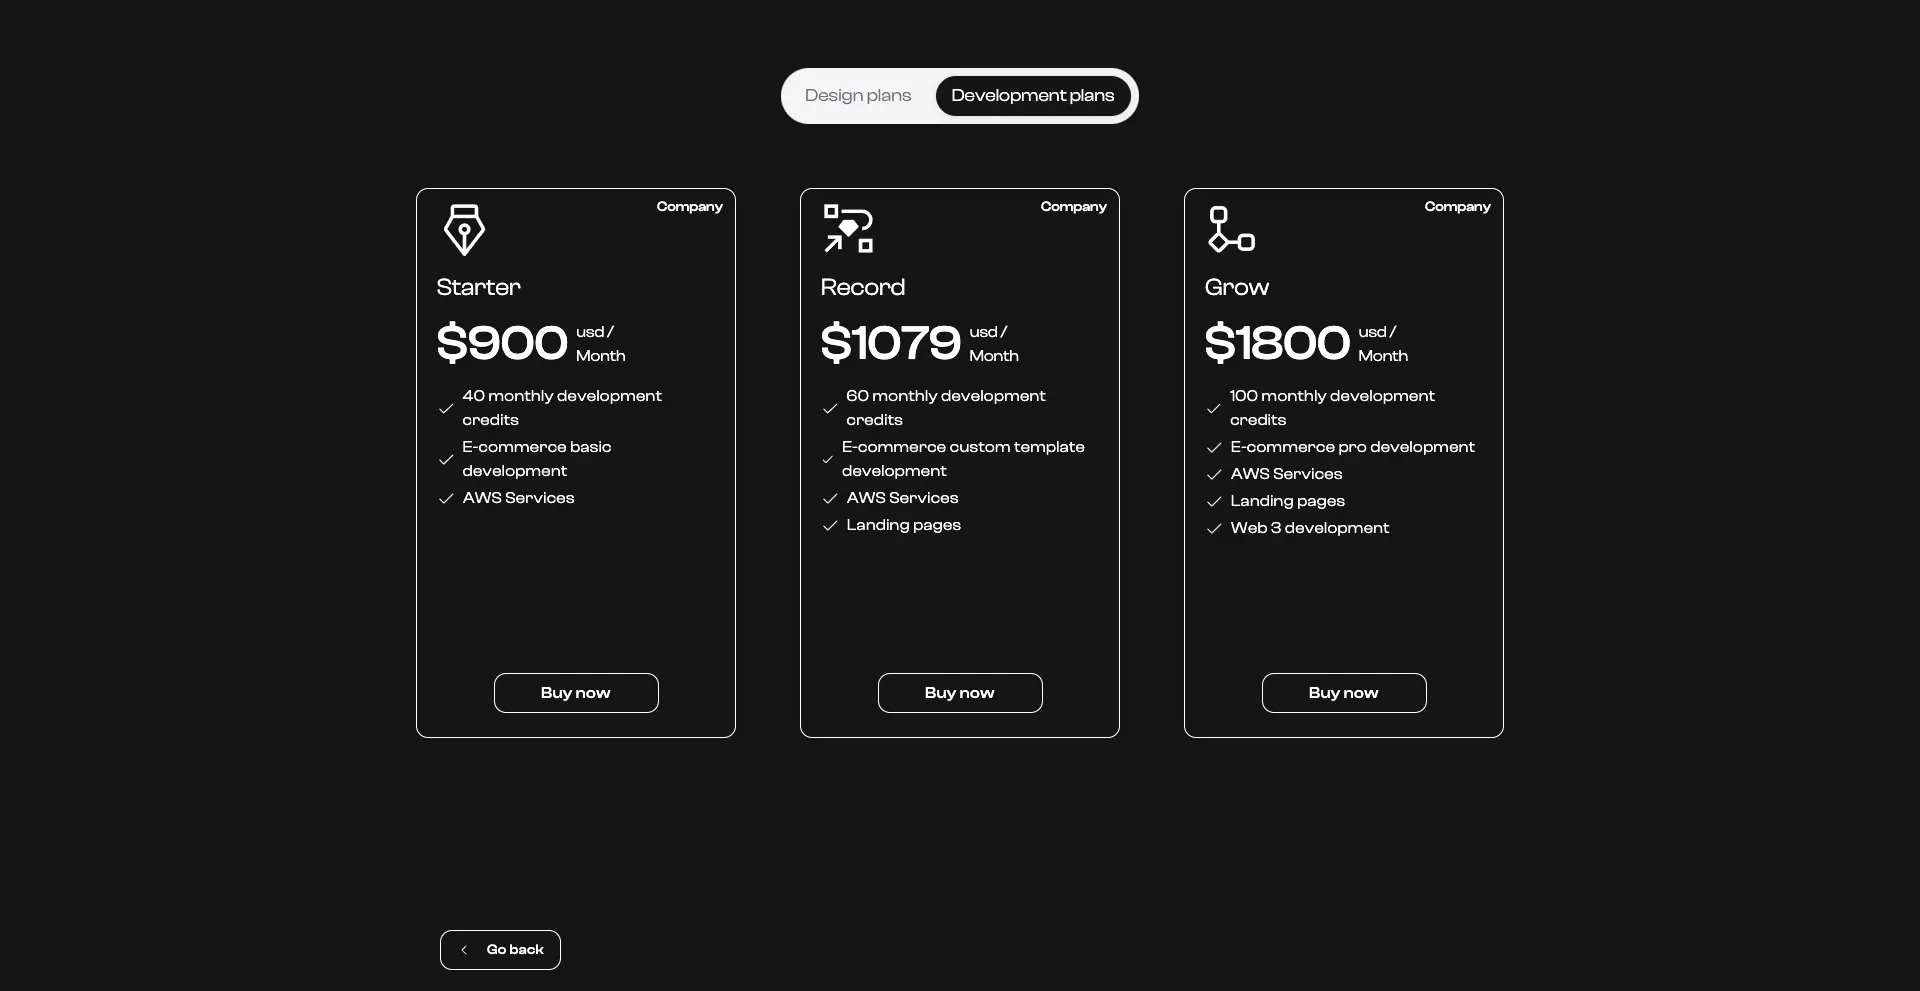 Design plans
Development plans
Company
Starter
$900 usd /
Month
40 monthly development
credits
E-commerce basic
development
AWS Services
Buy now
Company
Record
$1079 usd /
Month
60 monthly development
credits
E-commerce custom template
development
AWS Services
Landing pages
Buy now
Company
Grow
$1800 usd /
Month
100 monthly development
credits
E-commerce pro development
AWS Services
Landing pages
Web 3 development
Buy now
Go back